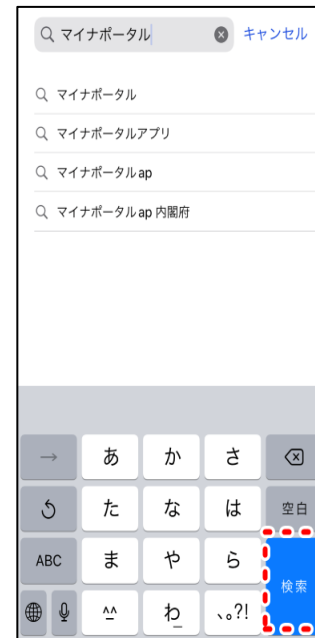 マイナポータル キャンセル
マイナポータル
マイナポータルアプリ
マイナポータルap
マイナポータルap 内閣府
→ あ か さ
た な は 空白
ABC ま や ら 検索
^^ わ_ 、。?!